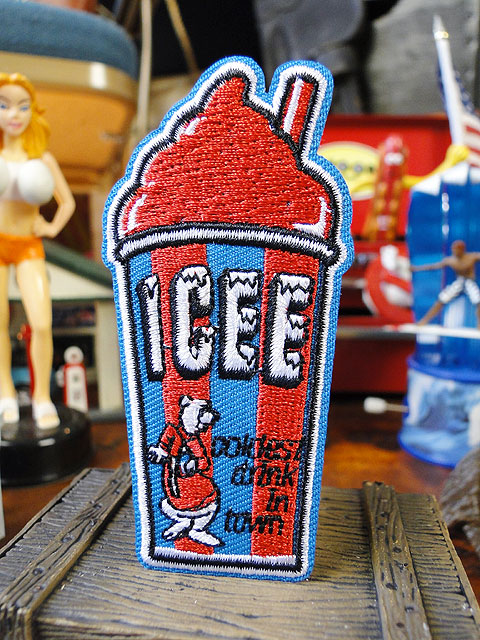 ICEE
coldest
drink
in
town